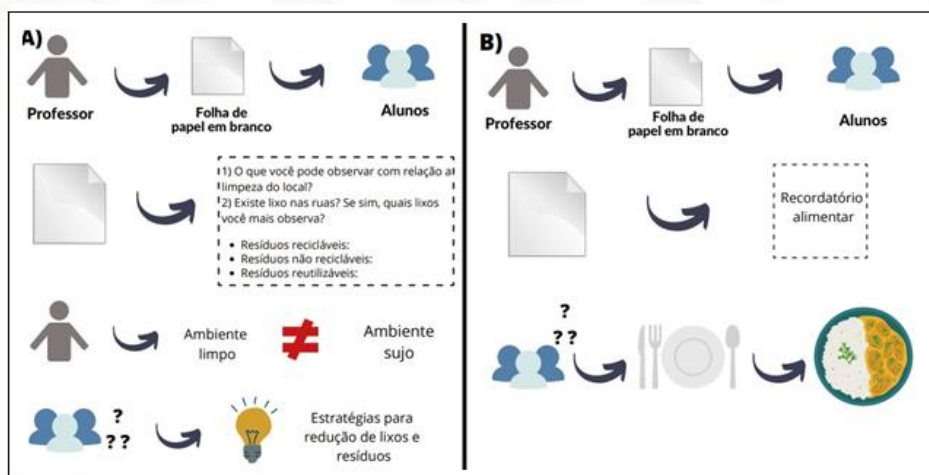 A)
Professor
Folha de
papel em branco
Alunos
1) O que você pode observar com relação a
limpeza do local?
2) Existe lixo nas ruas? Se sim, quais lixos
você mais observa?
• Resíduos recicláveis:
• Resíduos não recicláveis:
• Resíduos reutilizáveis:
Ambiente
limpo
≠
Ambiente
sujo
?
? ?
Estratégias para
redução de lixos e
resíduos
B)
Professor
Folha de
papel em branco
Alunos
Recordatório
alimentar
?
? ?